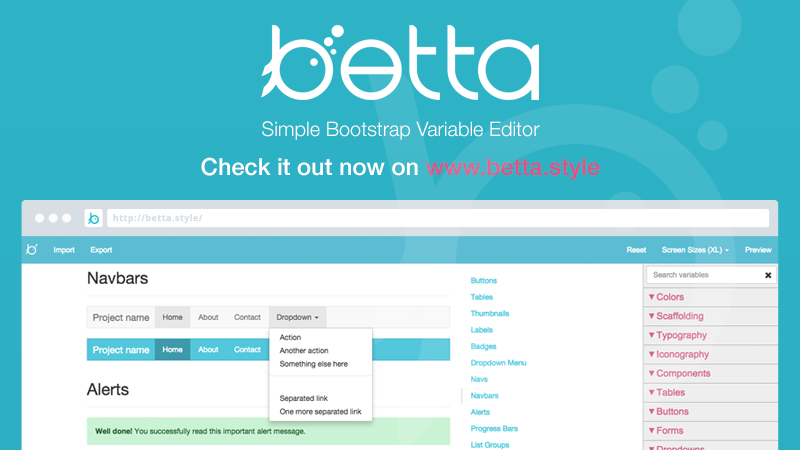 betta
Simple Bootstrap Variable Editor
Check it out now on www.betta.style
http://betta.style/
Import Export Reset Screen Sizes (XL) Preview
Search variables
Navbars
Project name Home About Contact Dropdown
Action
Another action
Something else here
Separated link
One more separated link
Project name Home About Contact
Alerts
Well done! You successfully read this important alert message.
Buttons
Tables
Thumbnails
Labels
Badges
Dropdown Menu
Navs
Navbars
Alerts
Progress Bars
List Groups
Colors
Scaffolding
Typography
Iconography
Components
Tables
Buttons
Forms
Dropdowns